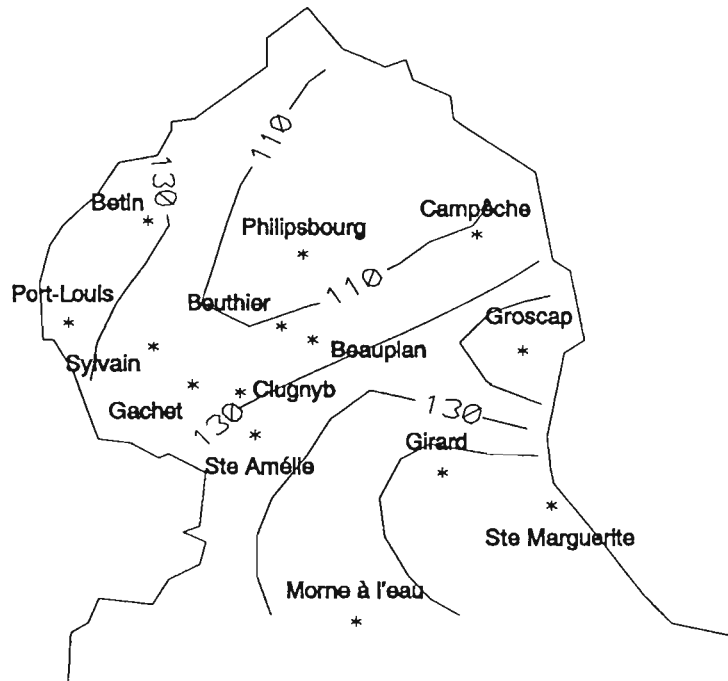 110
130
Betin
Campêche
Philipsbourg
Port-Louis
Beuthier
110
Groscap
Sylvain
Beauplan
Gachet
Clugnyb
130
130
Girard
Ste Amélie
Ste Marguerite
Morne à l'eau